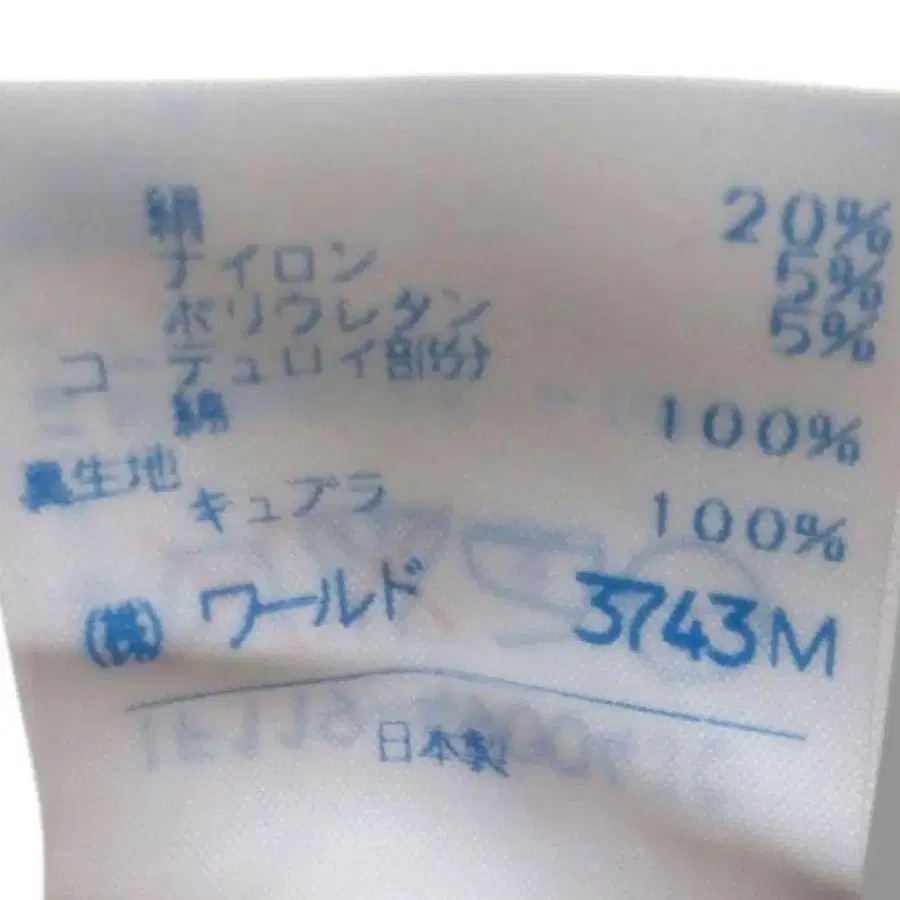 絹 20%
ナイロン 5%
ポリウレタン 5%
コーデュロイ部分
綿 100%
裏生地
キュプラ 100%
(株) ワールド 3743M
日本製